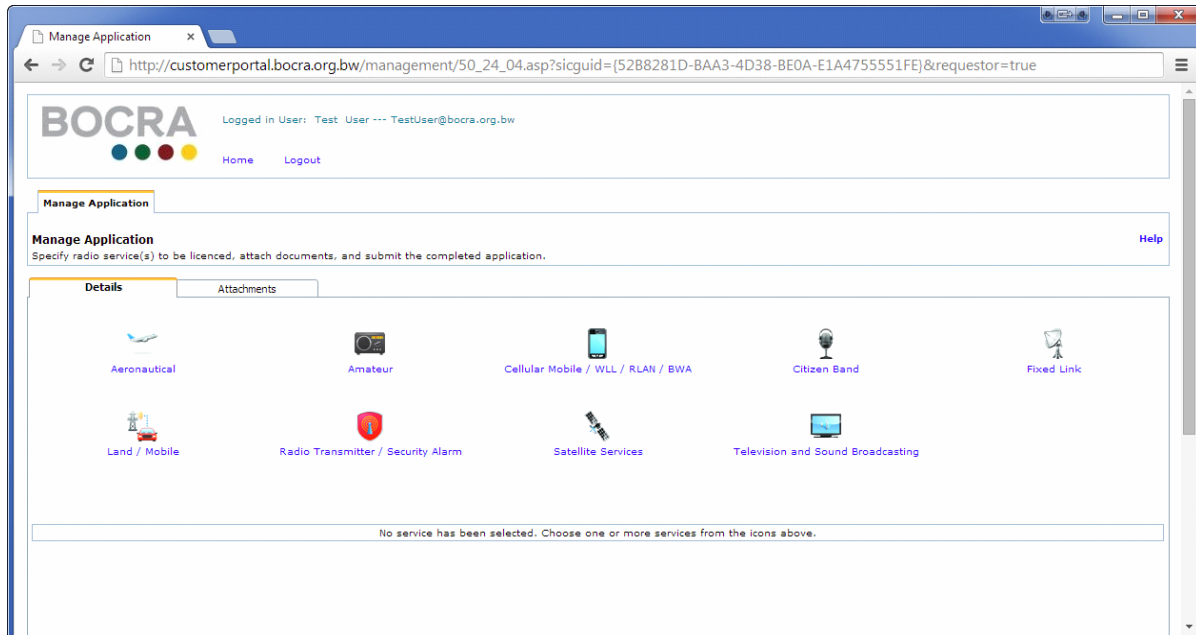 Manage Application
http://customerportal.bocra.org.bw/management/50_24_04.asp?sicguid={52B8281D-BAA3-4D38-BE0A-E1A4755551FE}&requestor=true
BOCRA
Logged in User: Test User --- TestUser@bocra.org.bw
Home Logout
Manage Application
Manage Application
Help
Specify radio service(s) to be licenced, attach documents, and submit the completed application.
Details Attachments
Aeronautical Amateur Cellular Mobile / WLL / RLAN / BWA Citizen Band Fixed Link
Land / Mobile Radio Transmitter / Security Alarm Satellite Services Television and Sound Broadcasting
No service has been selected. Choose one or more services from the icons above.